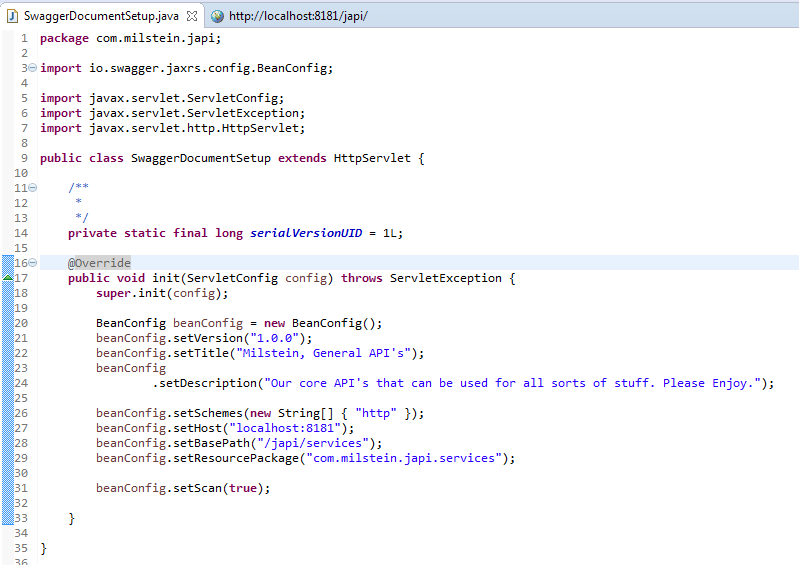 SwaggerDocumentSetup.java http://localhost:8181/japi/
1 package com.milstein.japi;
2
3 import io.swagger.jaxrs.config.BeanConfig;
4
5 import javax.servlet.ServletConfig;
6 import javax.servlet.ServletException;
7 import javax.servlet.http.HttpServlet;
8
9 public class SwaggerDocumentSetup extends HttpServlet {
10
11 /**
12 *
13 */
14 private static final long serialVersionUID = 1L;
15
16 @Override
17 public void init(ServletConfig config) throws ServletException {
18 super.init(config);
19
20 BeanConfig beanConfig = new BeanConfig();
21 beanConfig.setVersion("1.0.0");
22 beanConfig.setTitle("Milstein, General API's");
23 beanConfig
24 .setDescription("Our core API's that can be used for all sorts of stuff. Please Enjoy.");
25
26 beanConfig.setSchemes(new String[] { "http" });
27 beanConfig.setHost("localhost:8181");
28 beanConfig.setBasePath("/japi/services");
29 beanConfig.setResourcePackage("com.milstein.japi.services");
30
31 beanConfig.setScan(true);
32
33 }
34
35 }
36